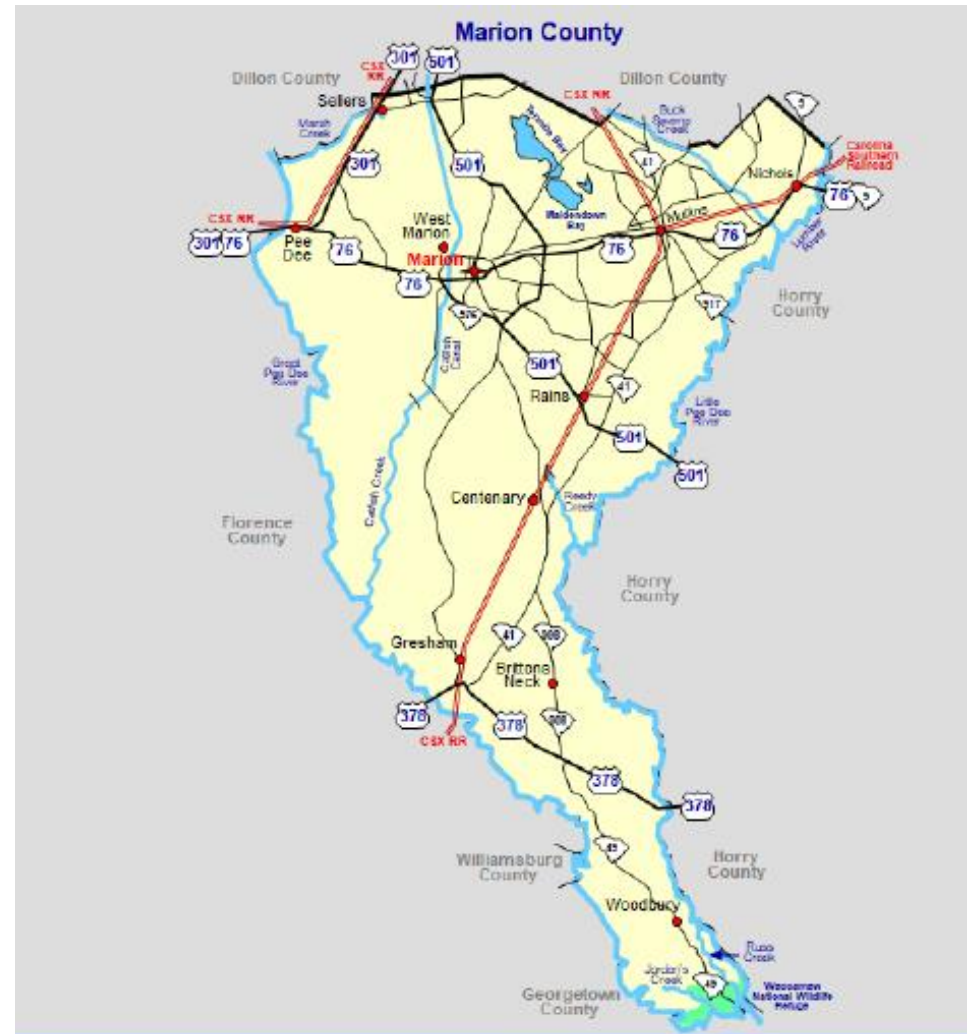 Marion County
301
501
CSX
RR
Dillon County
Dillon County
CSX RR
Sellers
Marsh
Creek
Buck
Swamp
Creek
9
41
Carolina
Southern
Railroad
301
501
Nichols
76
9
CSX RR
West
Marion
Maidendown
Bay
Mullins
Lumber
River
301
76
Pee
Dee
76
Marion
76
76
76
576
917
Horry
County
Catfish
Canal
501
Great
Pee Dee
River
Rains
41
Little
Pee Dee
River
501
501
Catfish Creek
Centenary
Reedy
Creek
Florence
County
Horry
County
Gresham
41
908
Brittons
Neck
378
CSX RR
378
908
378
378
Williamsburg
County
49
Horry
County
Woodbury
Russ
Creek
Jordan's
Creek
49
Waccamaw
National Wildlife
Refuge
Georgetown
County